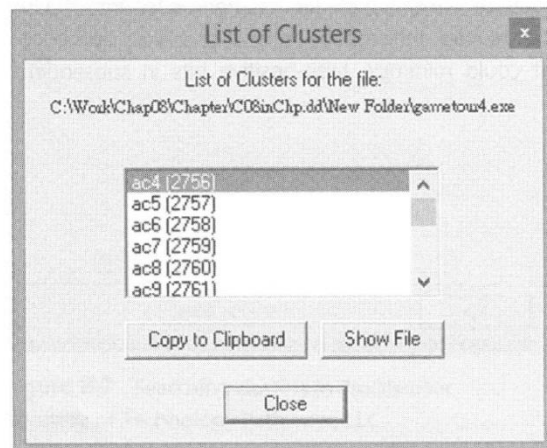 List of Clusters
x
List of Clusters for the file:
C:\Work\Chap08\Chapter\C08inChp.dd\New Folder\gametour4.exe
ac4 (2756)
ac5 (2757)
ac6 (2758)
ac7 (2759)
ac8 (2760)
ac9 (2761)
Copy to Clipboard
Show File
Close